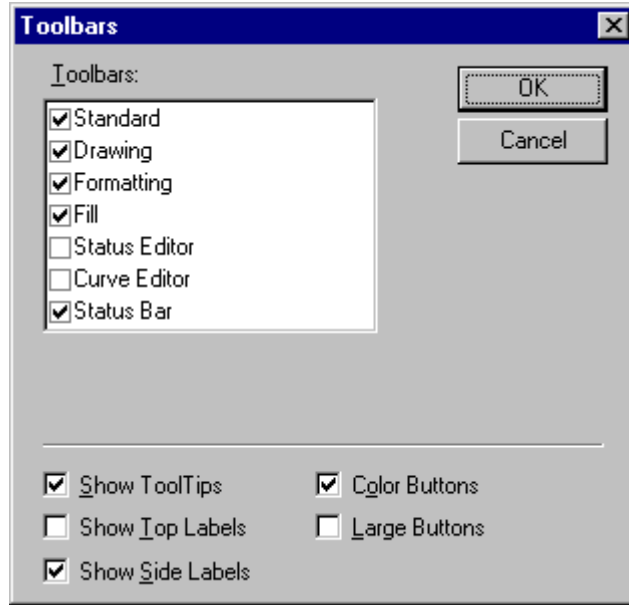 Toolbars
Toolbars:
OK
Cancel
Standard
Drawing
Formatting
Fill
Status Editor
Curve Editor
Status Bar
Show ToolTips
Color Buttons
Show Top Labels
Large Buttons
Show Side Labels